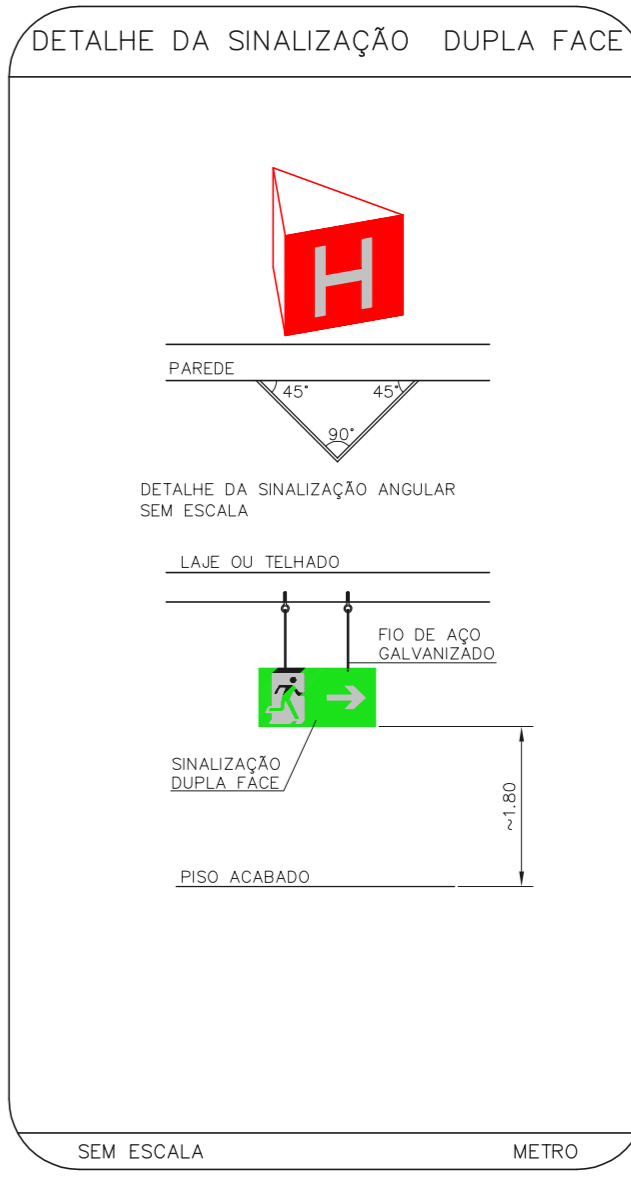 DETALHE DA SINALIZAÇÃO DUPLA FACE
H
PAREDE
45°
45°
90°
DETALHE DA SINALIZAÇÃO ANGULAR
SEM ESCALA
LAJE OU TELHADO
FIO DE AÇO
GALVANIZADO
SINALIZAÇÃO
DUPLA FACE
~1.80
PISO ACABADO
SEM ESCALA
METRO